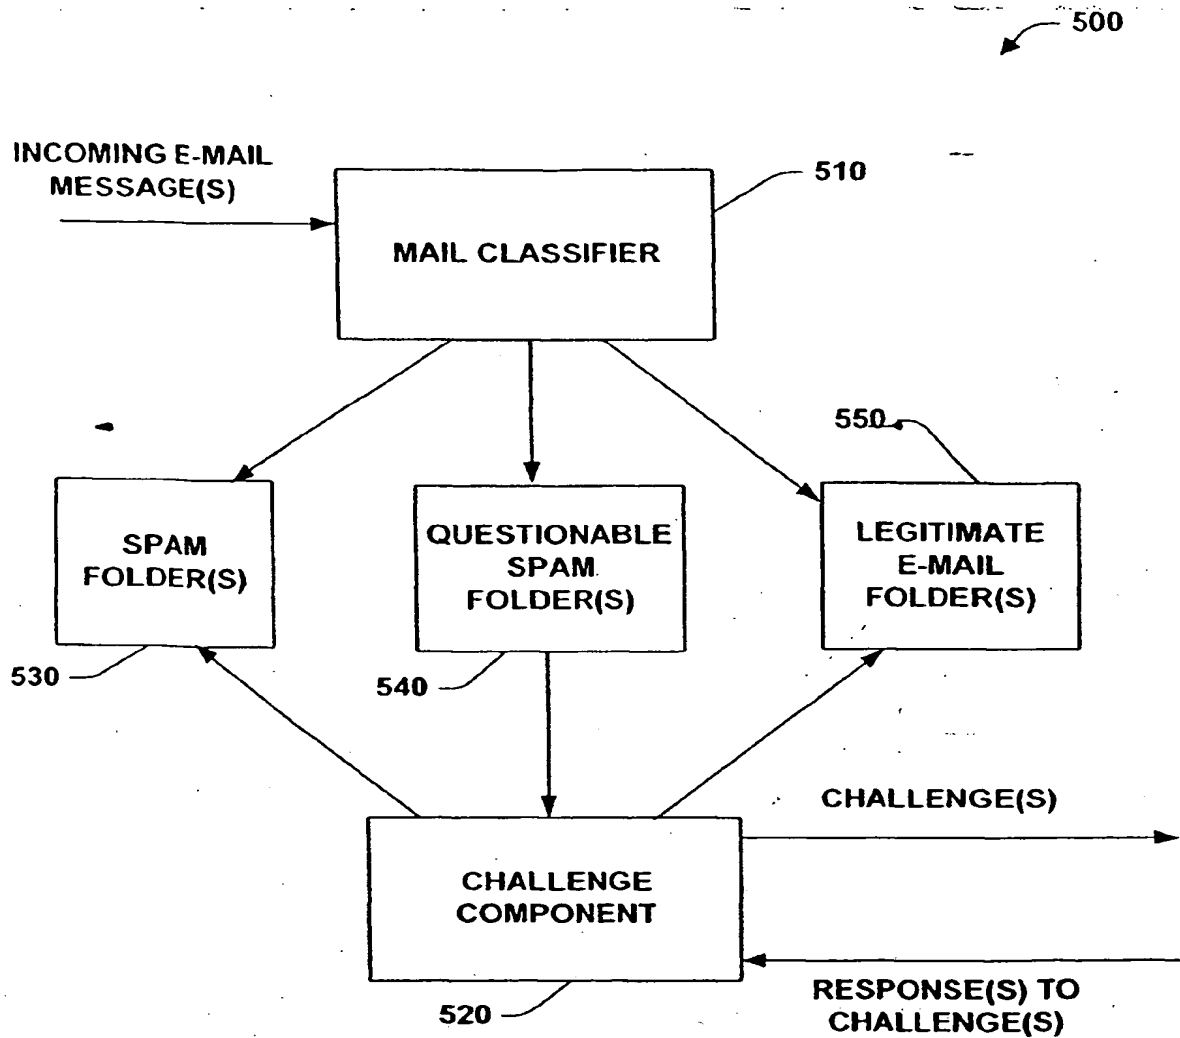 500
INCOMING E-MAIL
MESSAGE(S)
510
MAIL CLASSIFIER
550
SPAM
FOLDER(S)
QUESTIONABLE
SPAM
FOLDER(S)
LEGITIMATE
E-MAIL
FOLDER(S)
530
540
CHALLENGE(S)
CHALLENGE
COMPONENT
520
RESPONSE(S) TO
CHALLENGE(S)